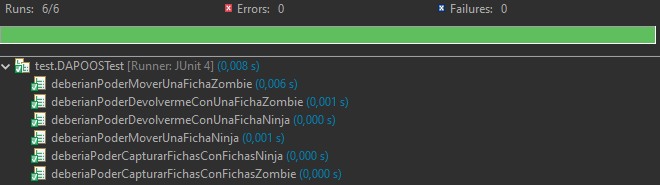 Runs: 6/6 Errors: 0 Failures: 0
test.DAPOOSTest [Runner: JUnit 4] (0,008 s)
deberianPoderMoverUnaFichaZombie (0,006 s)
deberianPoderDevolvermeConUnaFichaZombie (0,001 s)
deberianPoderDevolvermeConUnaFichaNinja (0,000 s)
deberianPoderMoverUnaFichaNinja (0,001 s)
deberiaPoderCapturarFichasConFichasNinja (0,000 s)
deberiaPoderCapturarFichasConFichasZombie (0,000 s)